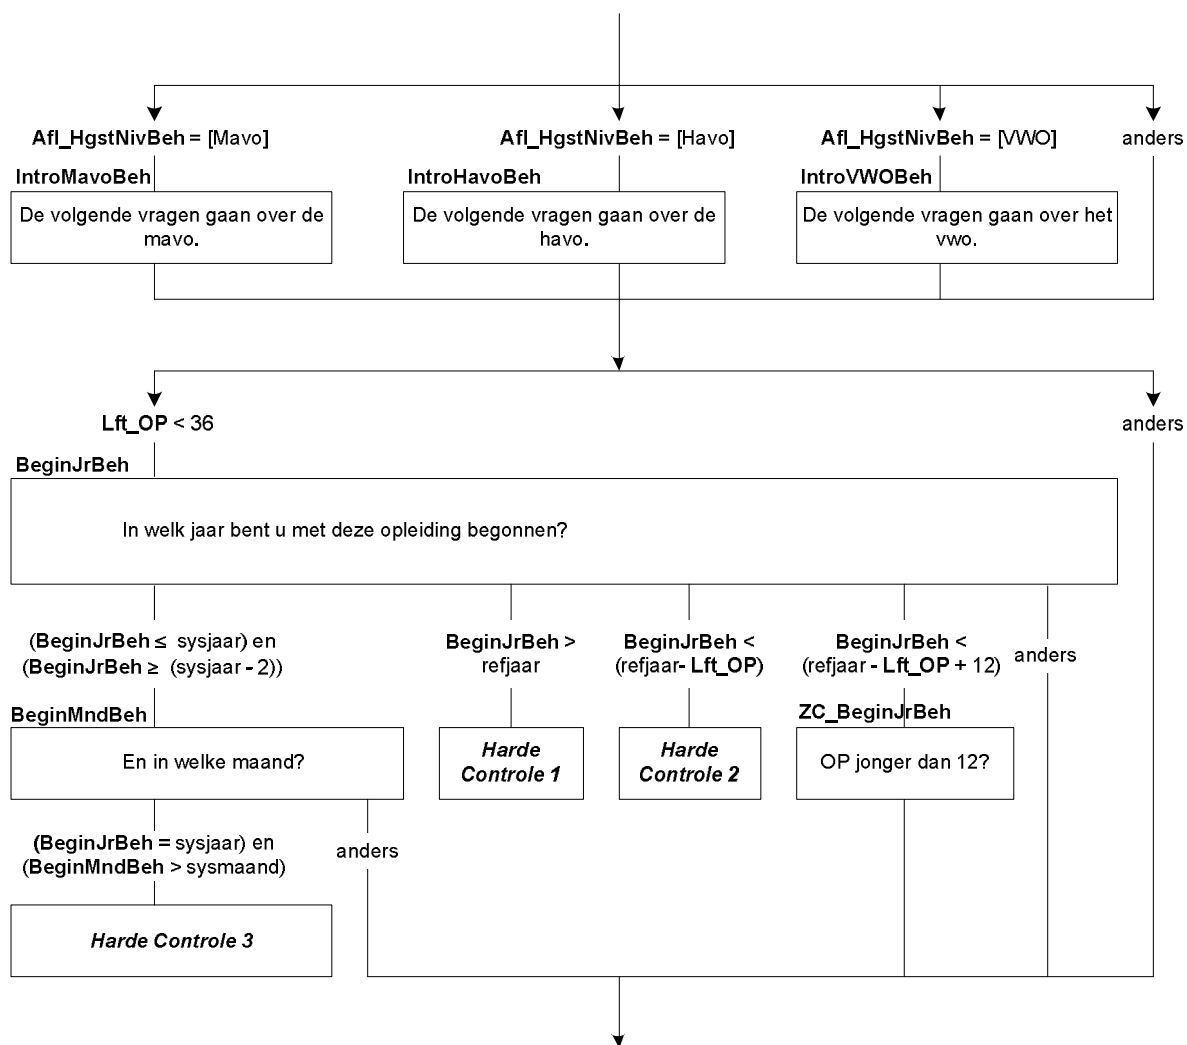 Afl_HgstNivBeh = [Mavo]
Afl_HgstNivBeh = [Havo]
Afl_HgstNivBeh = [VWO]
anders
IntroMavoBeh
IntroHavoBeh
IntroVWOBeh
De volgende vragen gaan over de
mavo.
De volgende vragen gaan over de
havo.
De volgende vragen gaan over het
vwo.
Lft_OP < 36
anders
BeginJrBeh
In welk jaar bent u met deze opleiding begonnen?
(BeginJrBeh ≤ sysjaar) en
(BeginJrBeh ≥ (sysjaar - 2))
BeginJrBeh >
refjaar
BeginJrBeh <
(refjaar- Lft_OP)
BeginJrBeh <
(refjaar - Lft_OP + 12)
anders
BeginMndBeh
ZC_BeginJrBeh
En in welke maand?
Harde
Controle 1
Harde
Controle 2
OP jonger dan 12?
(BeginJrBeh = sysjaar) en
(BeginMndBeh > sysmaand)
anders
Harde Controle 3